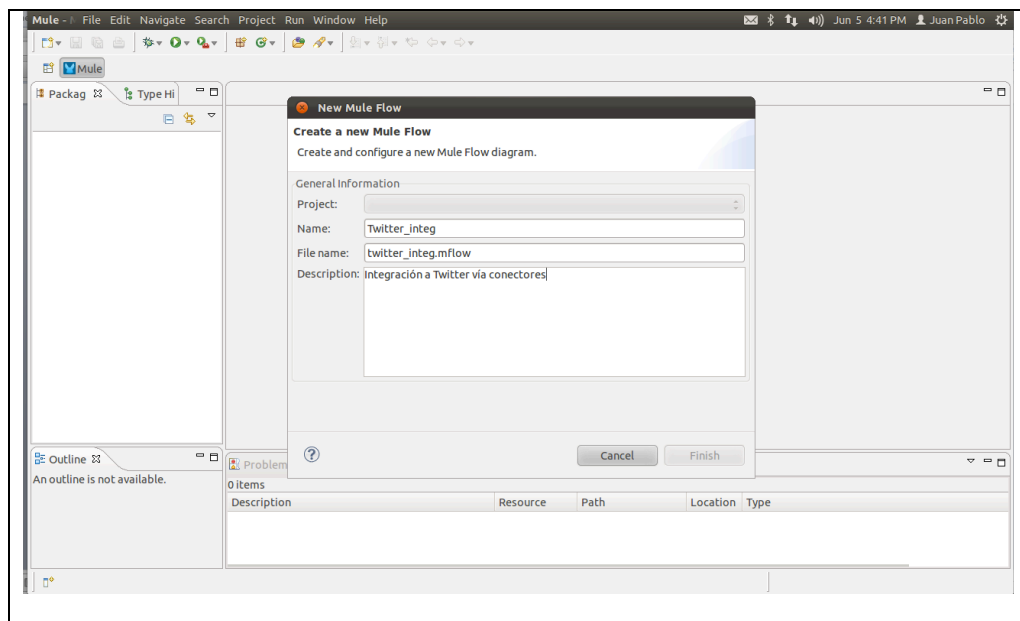 Mule - File Edit Navigate Search Project Run Window Help Jun 5 4:41 PM Juan Pablo
Mule
Packag Type Hi
New Mule Flow
Create a new Mule Flow
Create and configure a new Mule Flow diagram.
General Information
Project:
Name: Twitter_integ
File name: twitter_integ.mflow
Description: Integración a Twitter vía conectores
Cancel Finish
Outline
An outline is not available.
Problem
0 items
Description Resource Path Location Type